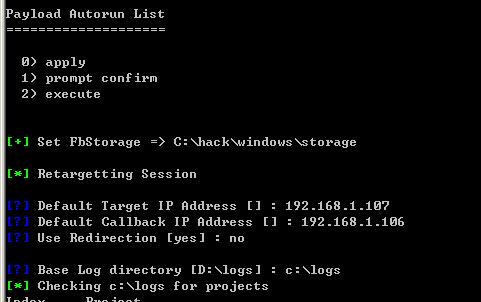 Payload Autorun List
====================
0) apply
1) prompt confirm
2) execute
[+] Set FbStorage => C:\hack\windows\storage
[*] Retargetting Session
[?] Default Target IP Address [] : 192.168.1.107
[?] Default Callback IP Address [] : 192.168.1.106
[?] Use Redirection [yes] : no
[?] Base Log directory [D:\logs] : c:\logs
[*] Checking c:\logs for projects
Index Project